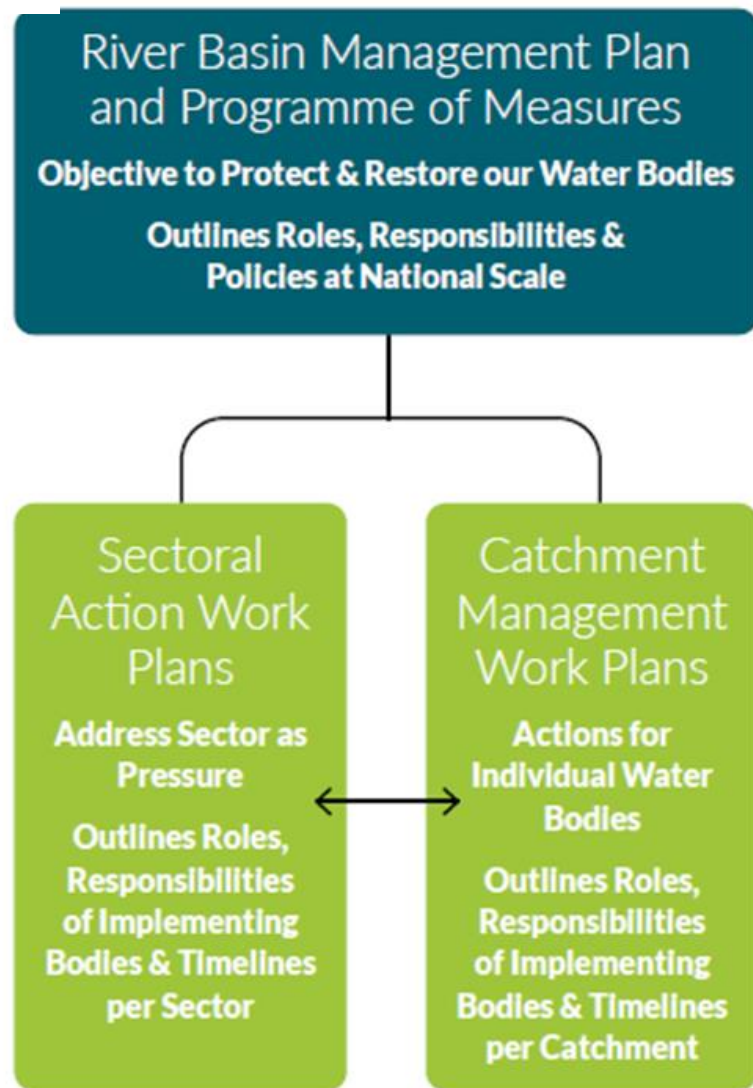 River Basin Management Plan
and Programme of Measures
Objective to Protect & Restore our Water Bodies
Outlines Roles, Responsibilities &
Policies at National Scale
Sectoral
Action Work
Plans
Address Sector as
Pressure
Outlines Roles,
Responsibilities
of Implementing
Bodies & Timelines
per Sector
Catchment
Management
Work Plans
Actions for
Individual Water
Bodies
Outlines Roles,
Responsibilities
of Implementing
Bodies & Timelines
per Catchment